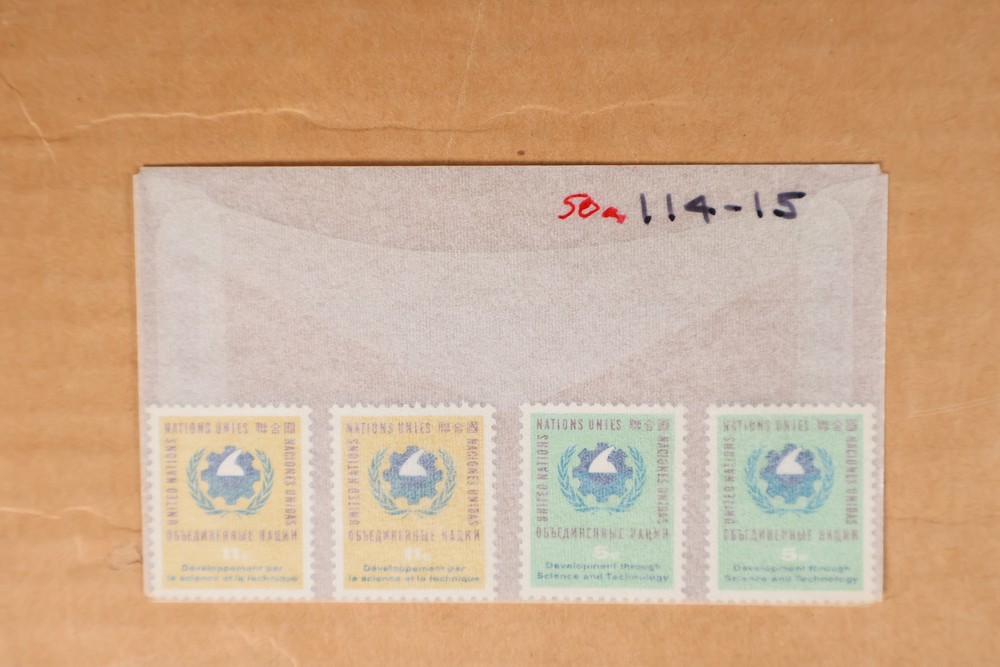 50¢ 114-15
NATIONS UNIES
UNITED NATIONS
NACIONES UNIDAS
ОБЪЕДИНЕННЫЕ НАЦИИ
11c
Développement par
la science et la technique
NATIONS UNIES
UNITED NATIONS
NACIONES UNIDAS
ОБЪЕДИНЕННЫЕ НАЦИИ
11c
Développement par
la science et la technique
NATIONS UNIES
UNITED NATIONS
NACIONES UNIDAS
ОБЪЕДИНЕННЫЕ НАЦИИ
5c
Development through
Science and Technology
NATIONS UNIES
UNITED NATIONS
NACIONES UNIDAS
ОБЪЕДИНЕННЫЕ НАЦИИ
5c
Development through
Science and Technology